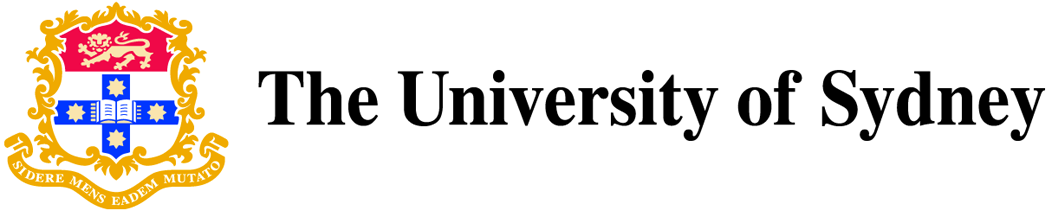 The University of Sydney
SIDERE MENS EADEM MUTATO